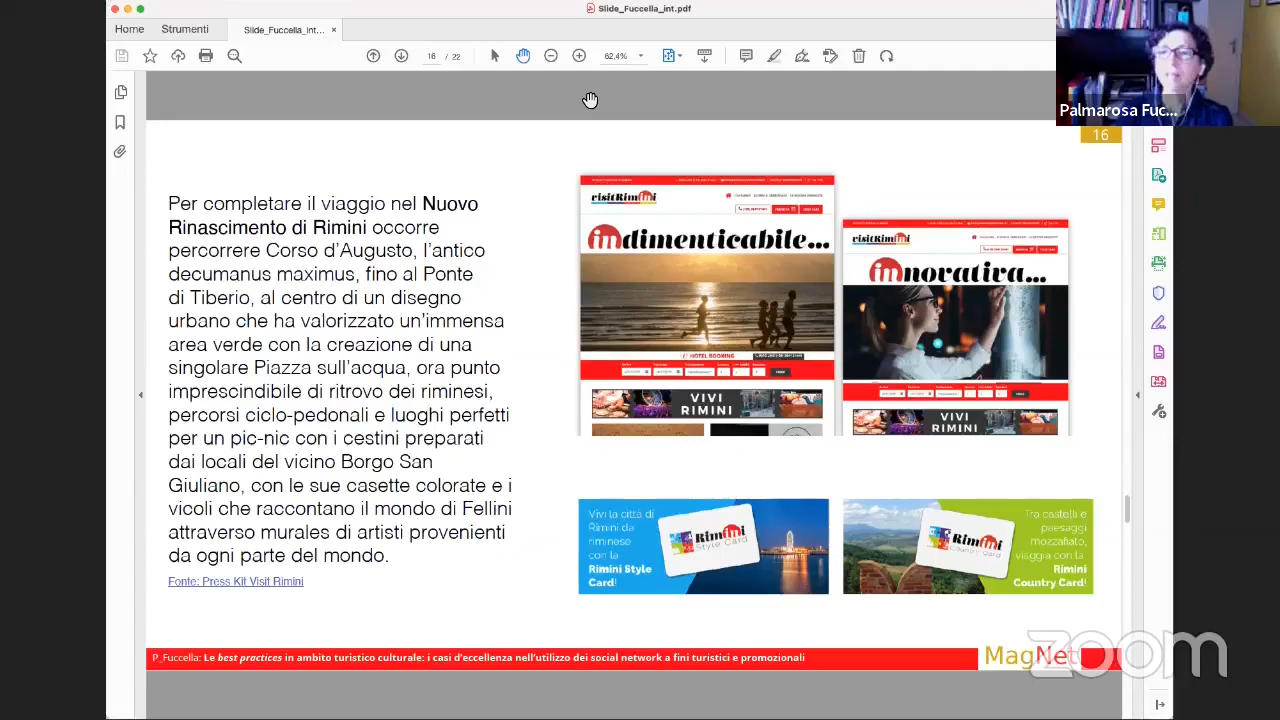 Slide_Fuccella_int.pdf
Home
Strumenti
Slide_Fuccella_int...
×
16 / 22
62,4%
Palmarosa Fuc...
16
Per completare il viaggio nel Nuovo
Rinascimento di Rimini occorre
percorrere Corso d'Augusto, l'antico
decumanus maximus, fino al Ponte
di Tiberio, al centro di un disegno
urbano che ha valorizzato un'immensa
area verde con la creazione di una
singolare Piazza sull'acqua, ora punto
imprescindibile di ritrovo dei riminesi,
percorsi ciclo-pedonali e luoghi perfetti
per un pic-nic con i cestini preparati
dai locali del vicino Borgo San
Giuliano, con le sue casette colorate e i
vicoli che raccontano il mondo di Fellini
attraverso murales di artisti provenienti
da ogni parte del mondo.
Fonte: Press Kit Visit Rimini
visitRimini
indimenticabile...
HOTEL BOOKING
VIVI
RIMINI
visitRimini
innovativa...
VIVI
RIMINI
Vivi la città di
Rimini da
riminese
con la
Rimini Style
Card!
Rimini
Style Card
Tra castelli e
paesaggi
mozzafiato,
viaggia con la
Rimini
Country Card!
Rimini
Country Card
P_Fuccella: Le best practices in ambito turistico culturale: i casi d'eccellenza nell'utilizzo dei social network a fini turistici e promozionali
MagNet
zoom